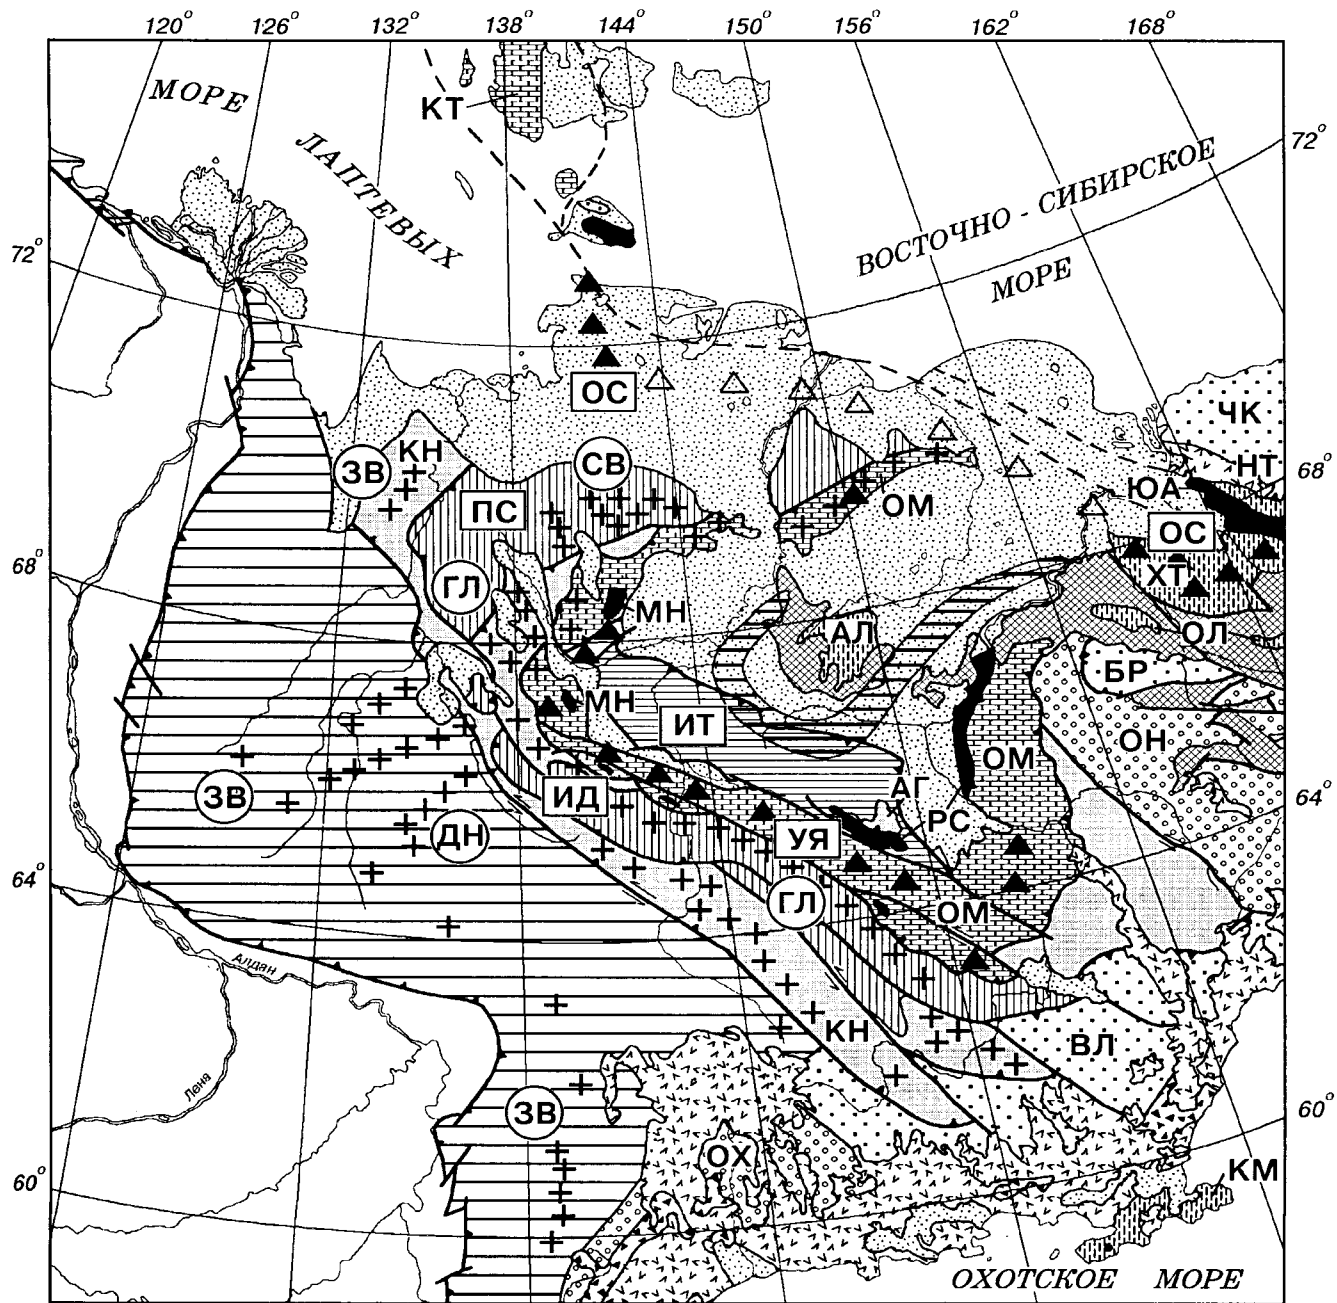 120° 126° 132° 138° 144° 150° 156° 162° 168°
МОРЕ
ЛАПТЕВЫХ
КТ
72°
ВОСТОЧНО - СИБИРСКОЕ
МОРЕ
72°
ОС
ЧК
КН
ЗВ
СВ
НТ
68°
ПС
ОМ
ЮА
ОС
68°
ГЛ
ХТ
МН
АЛ
ОЛ
БР
МН
ИТ
ОН
ОМ
ЗВ
ИД
АГ
64°
РС
ДН
УЯ
64°
ГЛ
ОМ
Алдан
КН
ВЛ
Лена
ЗВ
60°
ОХ
60°
КМ
ОХОТСКОЕ МОРЕ